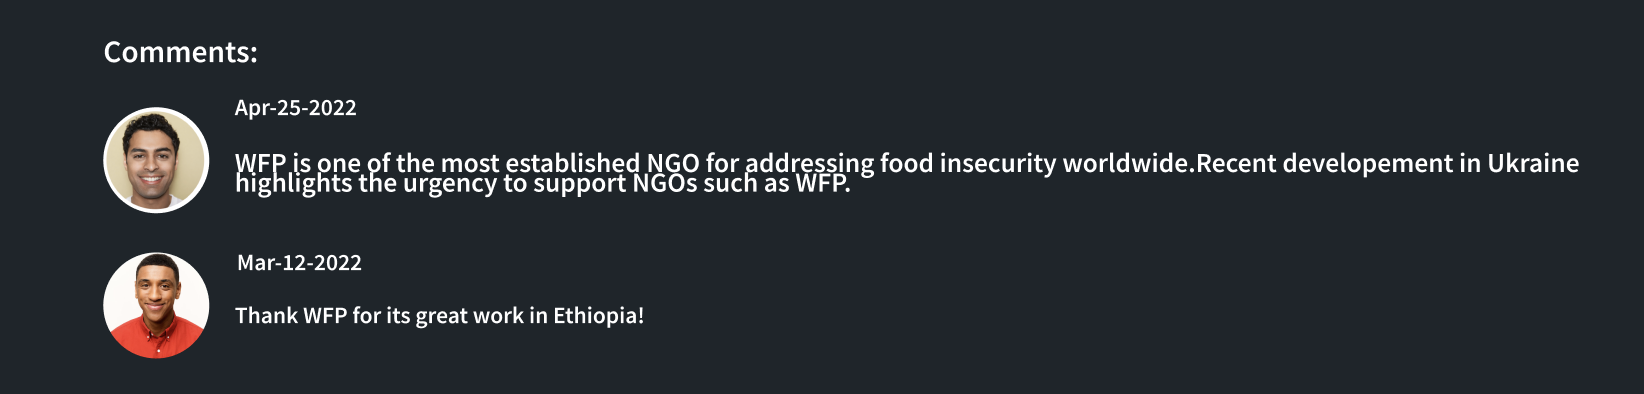 Comments:
Apr-25-2022
WFP is one of the most established NGO for addressing food insecurity worldwide.Recent developement in Ukraine
highlights the urgency to support NGOs such as WFP.
Mar-12-2022
Thank WFP for its great work in Ethiopia!